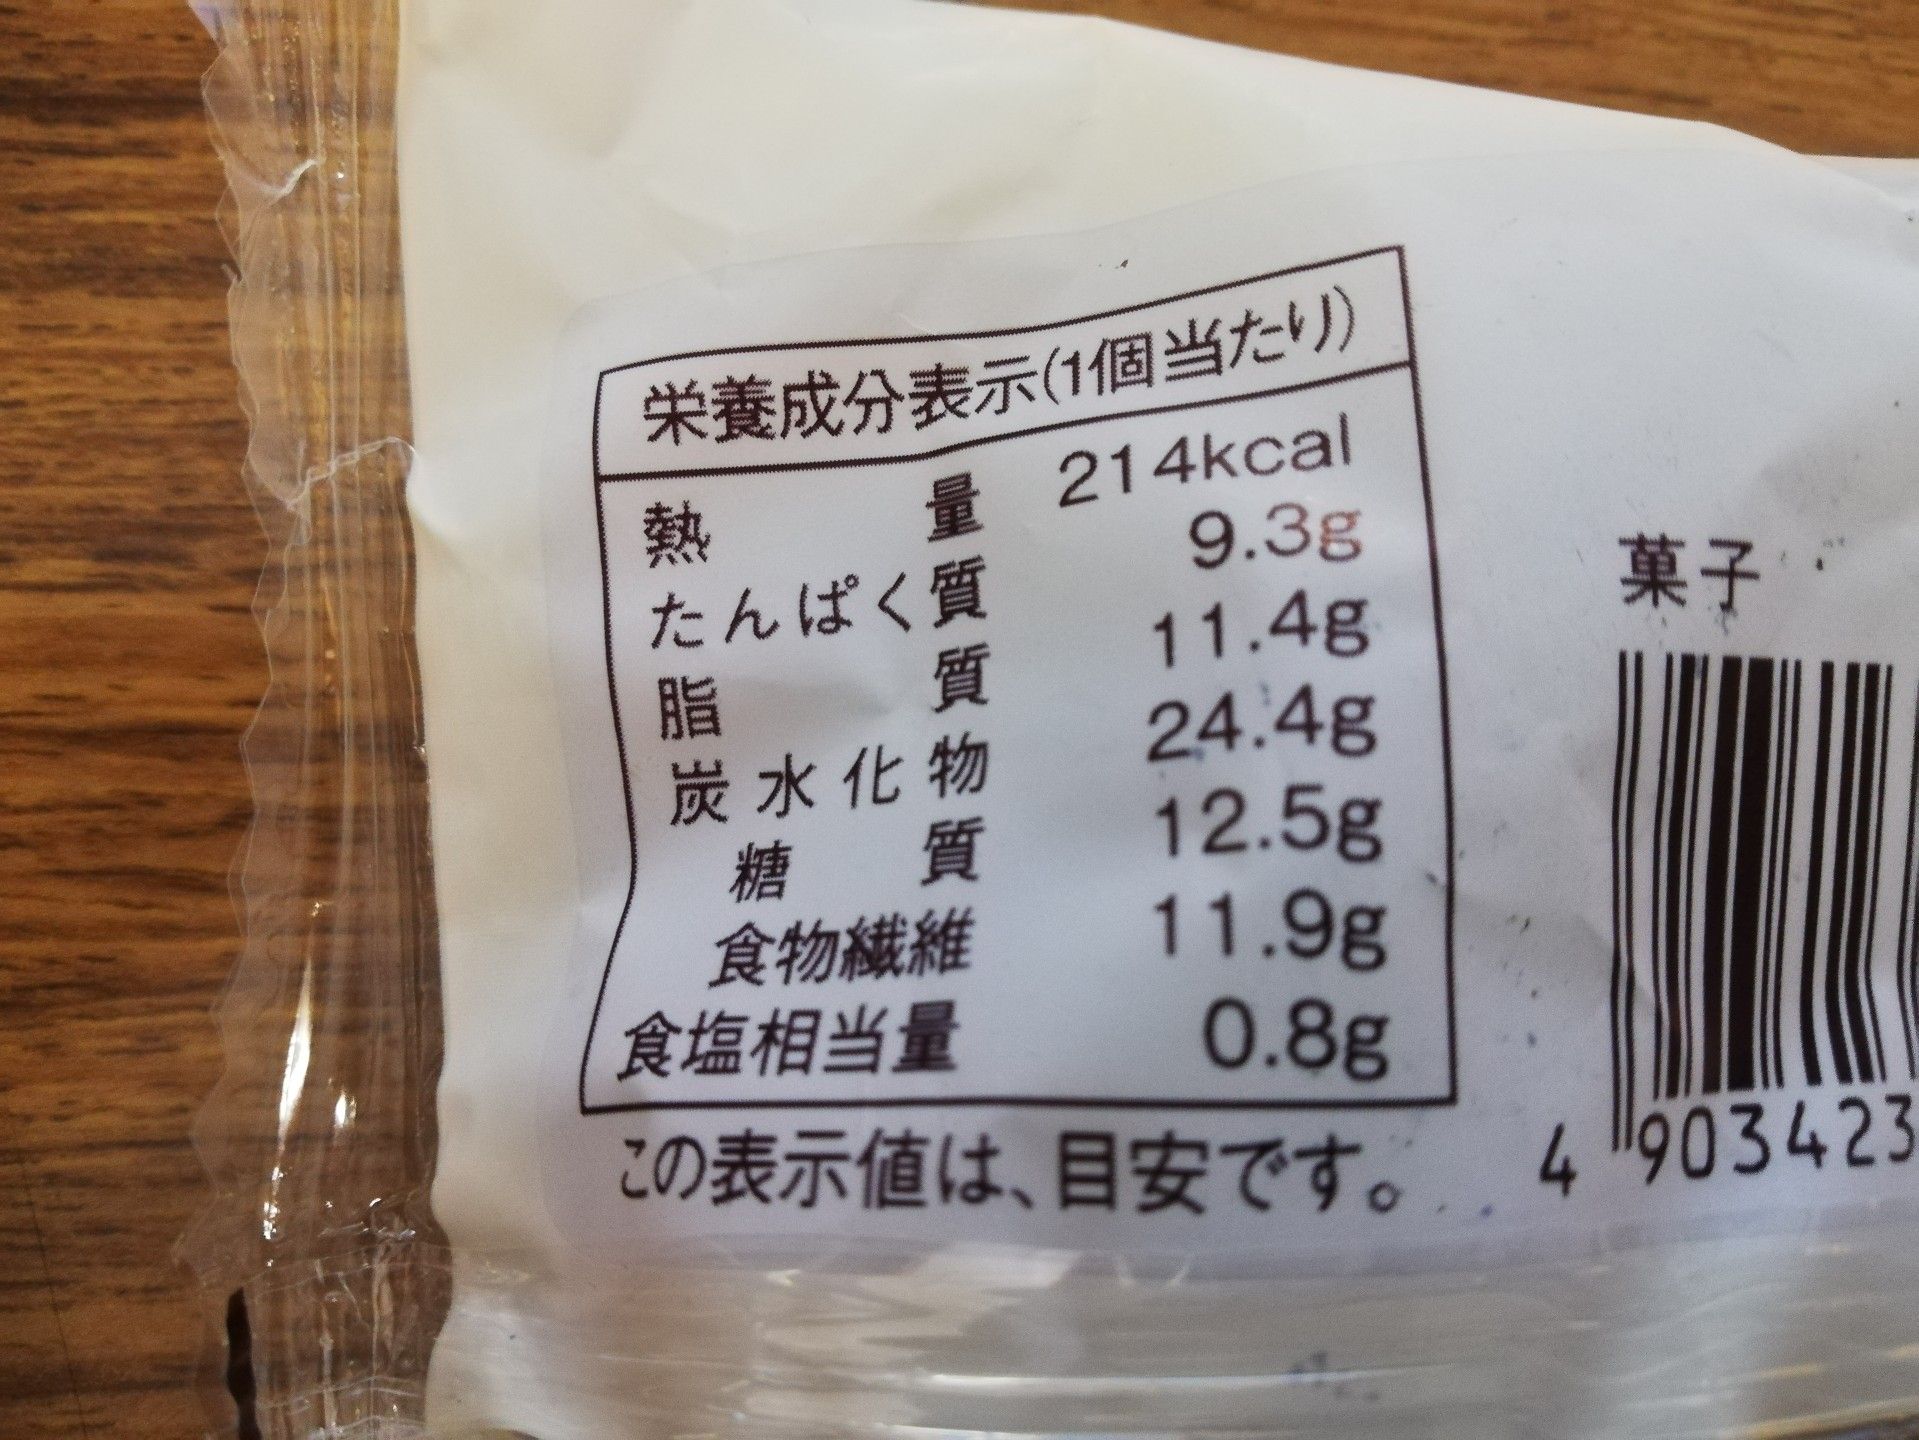 栄養成分表示(1個当たり)
熱量 214kcal
たんぱく質 9.3g
脂質 11.4g
炭水化物 24.4g
糖質 12.5g
食物繊維 11.9g
食塩相当量 0.8g
この表示値は、目安です。
菓子
4 903423